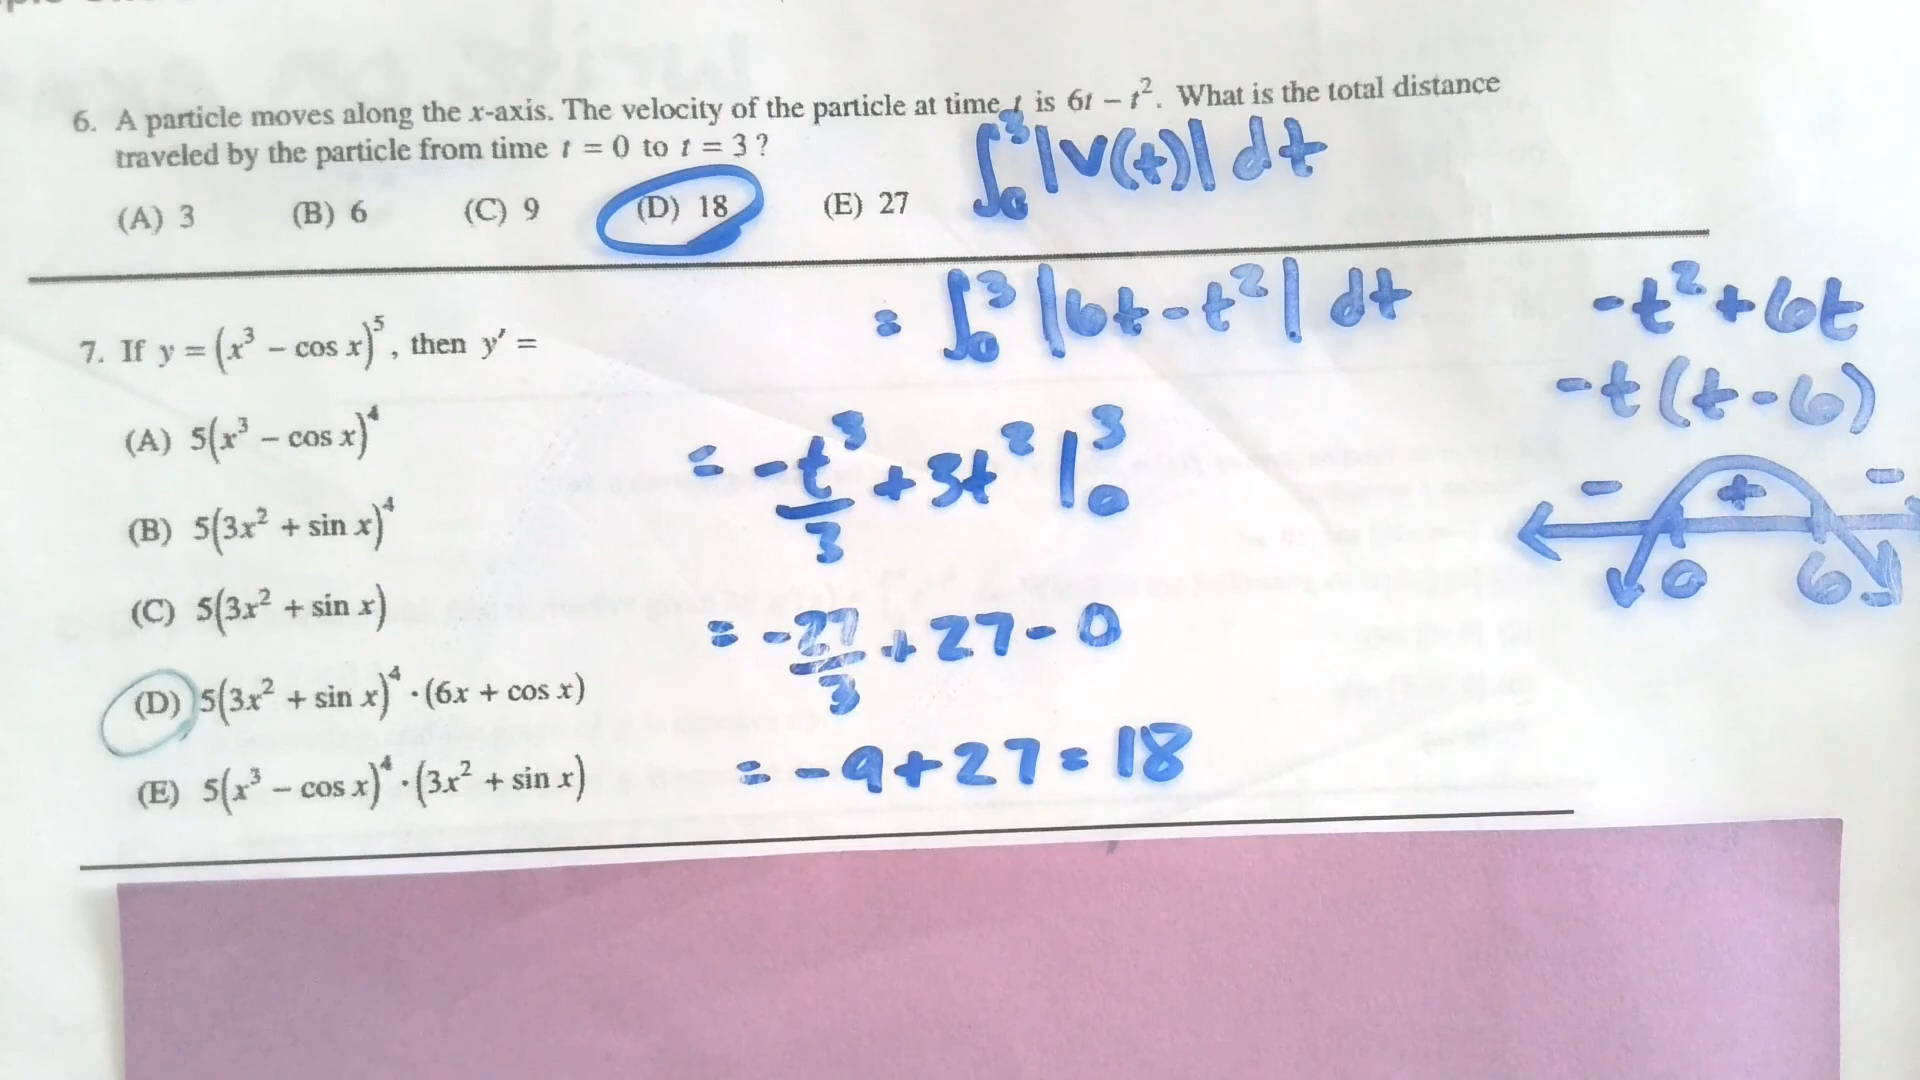 6. A particle moves along the x-axis. The velocity of the particle at time t is 6t − t². What is the total distance
traveled by the particle from time t = 0 to t = 3 ?
(A) 3 (B) 6 (C) 9 (D) 18 (E) 27
∫₀³ |v(t)| dt
= ∫₀³ |6t - t²| dt
-t² + 6t
-t(t-6)
= -t³/3 + 3t² |₀³
- + -
0 6
= -27/3 + 27 - 0
= -9 + 27 = 18
7. If y = (x³ − cos x)⁵, then y′ =
(A) 5(x³ − cos x)⁴
(B) 5(3x² + sin x)⁴
(C) 5(3x² + sin x)
(D) 5(3x² + sin x)⁴ · (6x + cos x)
(E) 5(x³ − cos x)⁴ · (3x² + sin x)